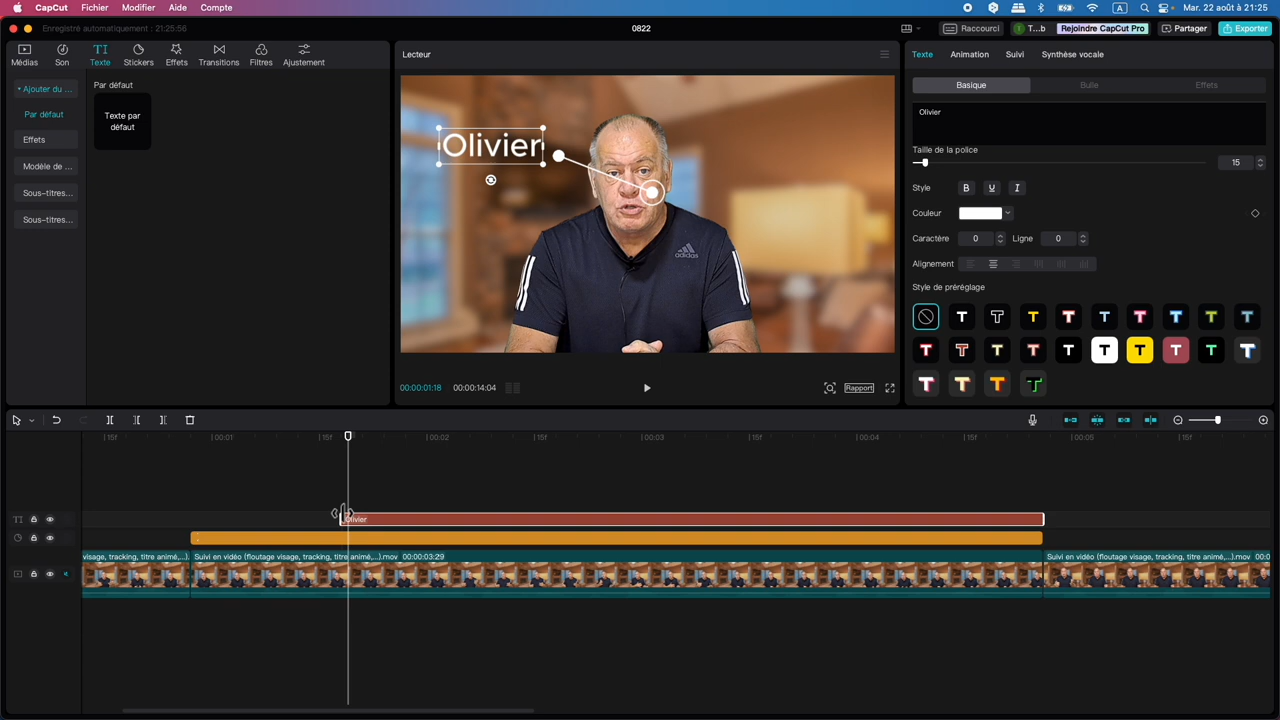 CapCut Fichier Modifier Aide Compte
A Mar. 22 août à 21:25
Enregistré automatiquement : 21:25:56
0822
Raccourci
T...b
Rejoindre CapCut Pro
Partager
Exporter
TI
Médias Son Texte Stickers Effets Transitions Filtres Ajustement
Ajouter du ...
Par défaut
Effets
Modèle de ...
Sous-titres...
Sous-titres...
Par défaut
Texte par
défaut
Lecteur
Olivier
adidas
00:00:01:18 00:00:14:04
Rapport
Texte Animation Suivi Synthèse vocale
Basique Bulle Effets
Olivier
Taille de la police
15
Style B U I
Couleur
Caractère 0 Ligne 0
Alignement
Style de préréglage
T T T T T T T T T
T T T T T T T T T T
T T T T
15f 00:01 15f 00:02 15f 00:03 15f 00:04 15f 00:05 15f
TI
Olivier
visage, tracking, titre animé,...).mov Suivi en vidéo (floutage visage, tracking, titre animé,...).mov 00:00:03:29 Suivi en vidéo (floutage visage, tracking, titre animé,...).mov 00:0